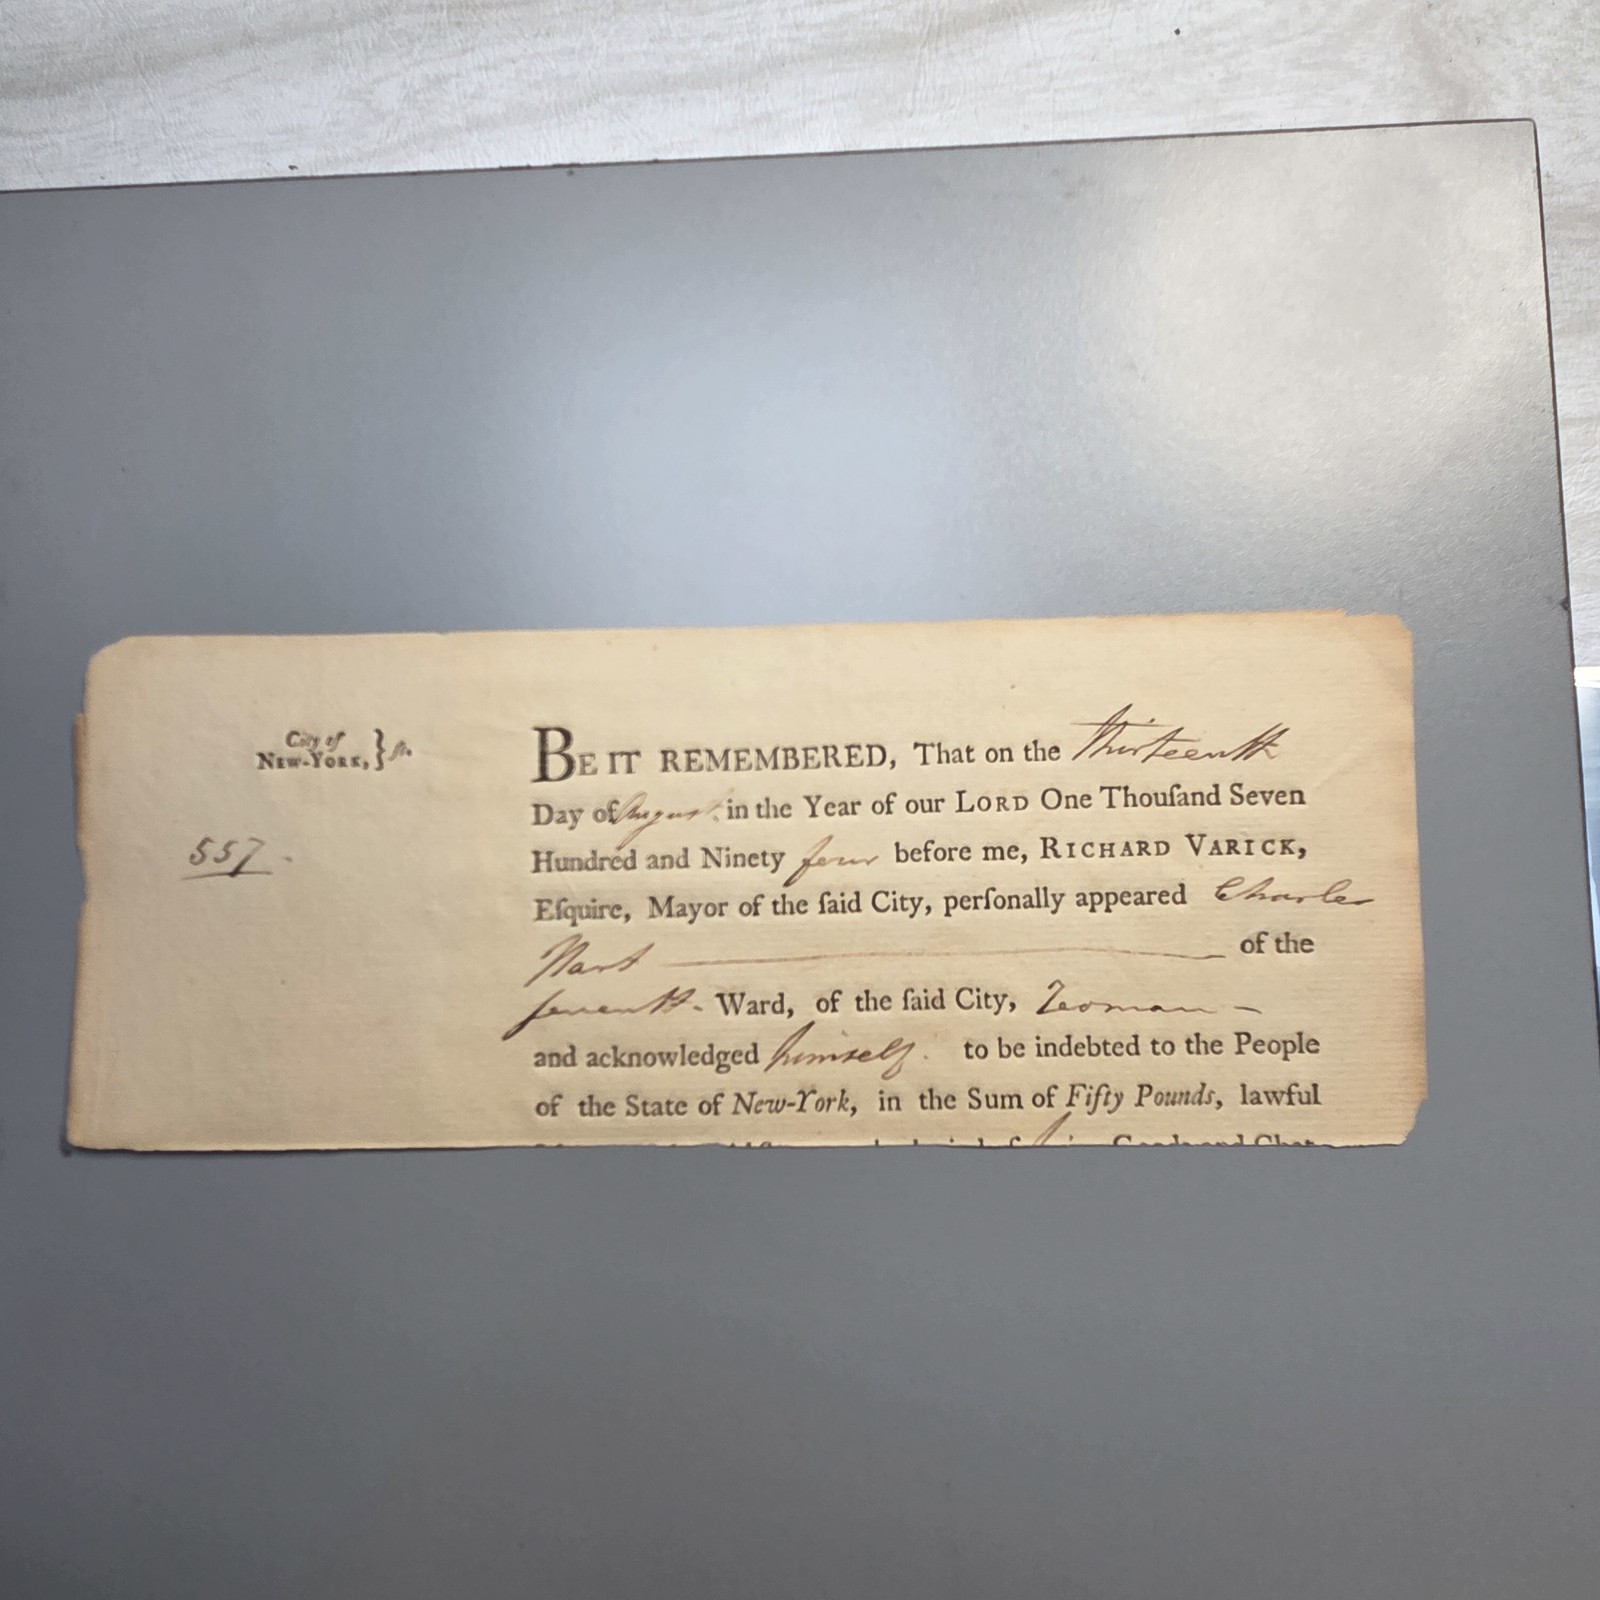 City of
NEW-YORK, } ſs.
557.
BE IT REMEMBERED, That on the thirteenth
Day of August in the Year of our LORD One Thouſand Seven
Hundred and Ninety four before me, RICHARD VARICK,
Eſquire, Mayor of the ſaid City, perſonally appeared Charles
of the
seventh Ward, of the ſaid City, Yeoman
and acknowledged himself to be indebted to the People
of the State of New-York, in the Sum of Fifty Pounds, lawful